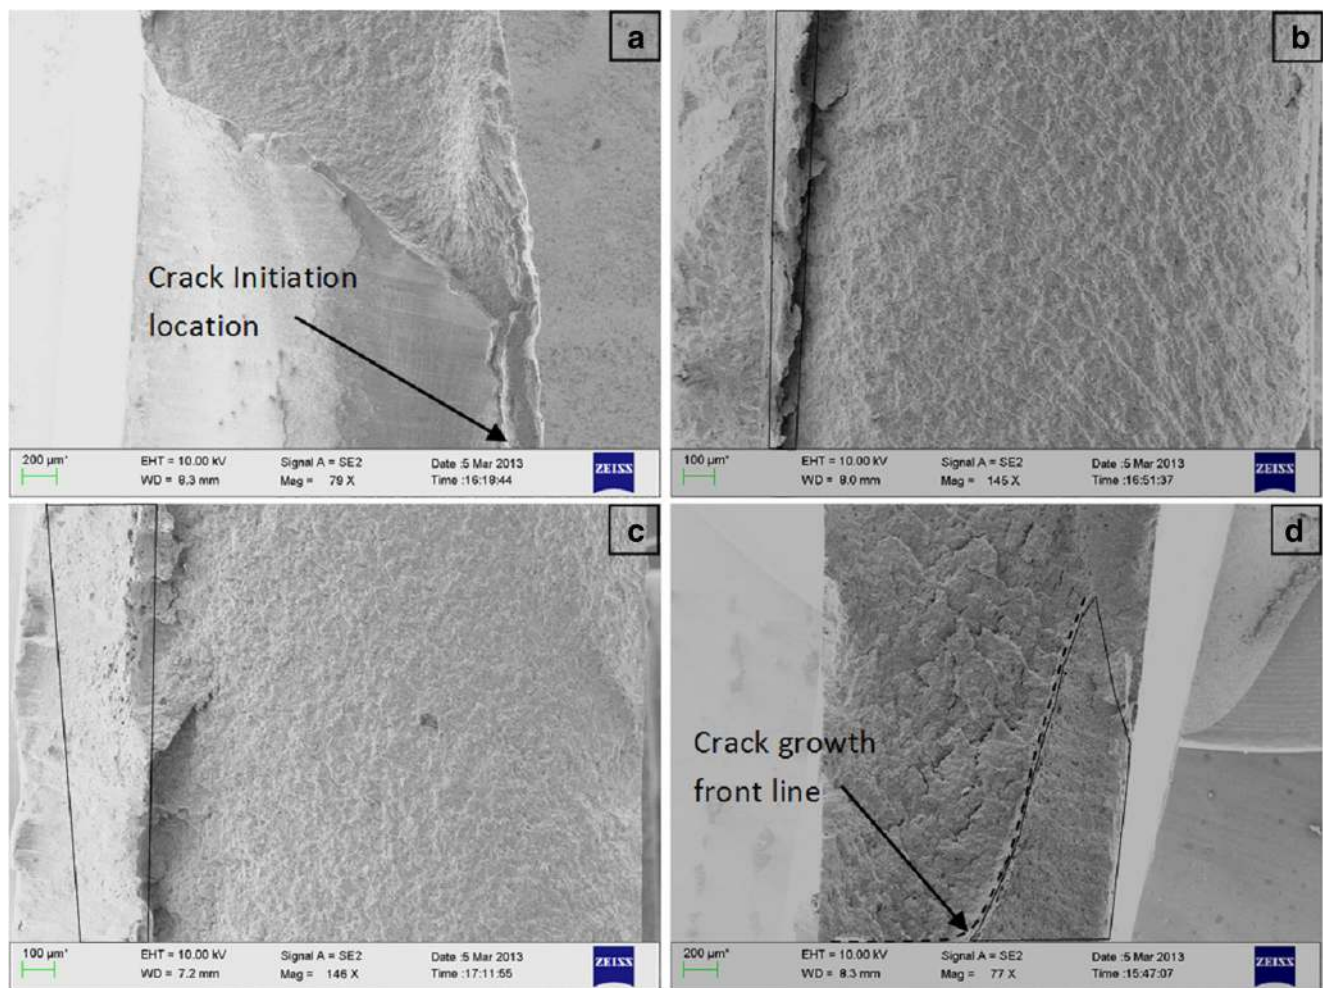 a
Crack Initiation
location
200 µm*
EHT = 10.00 kV
Signal A = SE2
Date :5 Mar 2013
WD = 8.3 mm
Mag = 79 X
Time :16:18:44
ZEISS
b
100 µm*
EHT = 10.00 kV
Signal A = SE2
Date :5 Mar 2013
WD = 8.0 mm
Mag = 145 X
Time :16:51:37
ZEISS
c
100 µm*
EHT = 10.00 kV
Signal A = SE2
Date :5 Mar 2013
WD = 7.2 mm
Mag = 146 X
Time :17:11:55
ZEISS
d
Crack growth
front line
200 µm*
EHT = 10.00 kV
Signal A = SE2
Date :5 Mar 2013
WD = 8.3 mm
Mag = 77 X
Time :15:47:07
ZEISS